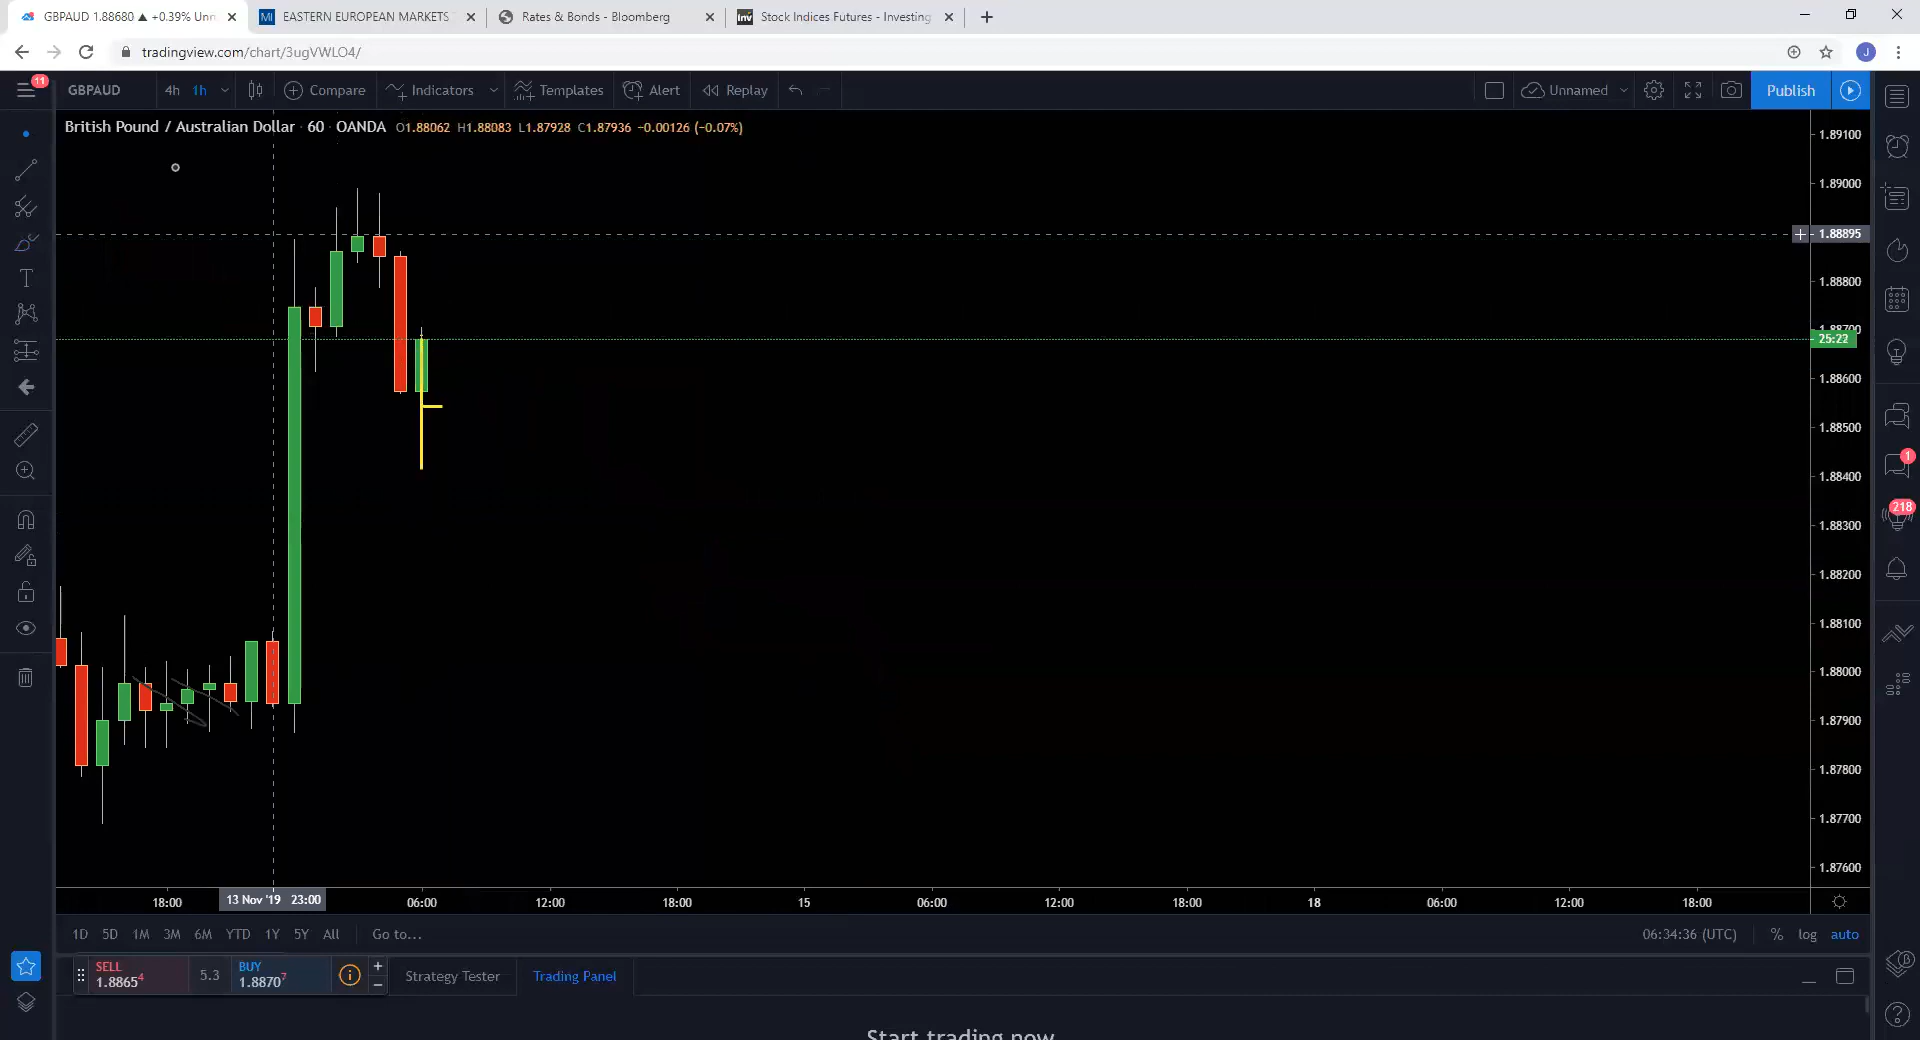 GBPAUD 1.88680 ▲ +0.39% Unn
EASTERN EUROPEAN MARKETS
Rates & Bonds - Bloomberg
Stock Indices Futures - Investing
tradingview.com/chart/3ugVWLO4/
J
11
GBPAUD
4h
1h
Compare
Indicators
Templates
Alert
Replay
Unnamed
Publish
British Pound / Australian Dollar · 60 · OANDA O1.88062 H1.88083 L1.87928 C1.87936 −0.00126 (−0.07%)
1.89100
1.89000
1.88895
1.88800
1.88700
25:22
1.88600
1.88500
1.88400
1.88300
1.88200
1.88100
1.88000
1.87900
1.87800
1.87700
1.87600
1
218
18:00
13 Nov '19 23:00
06:00
12:00
18:00
15
06:00
12:00
18:00
18
06:00
12:00
18:00
1D 5D 1M 3M 6M YTD 1Y 5Y All
Go to...
06:34:36 (UTC)
%
log
auto
SELL
1.88654
5.3
BUY
1.88707
Strategy Tester
Trading Panel
Start trading now